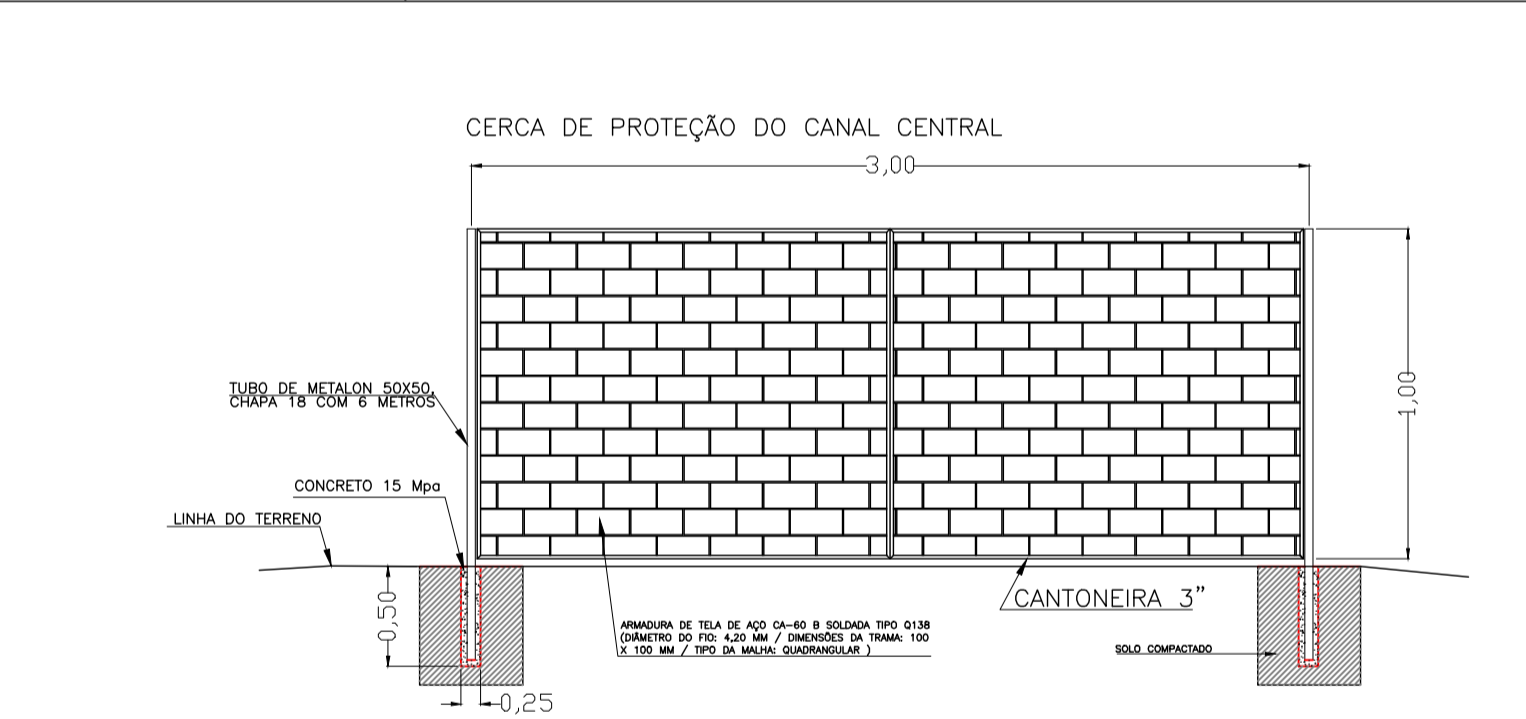 CERCA DE PROTEÇÃO DO CANAL CENTRAL
3,00
TUBO DE METALON 50X50,
CHAPA 18 COM 6 METROS
1,00
CONCRETO 15 Mpa
LINHA DO TERRENO
0,50
CANTONEIRA 3”
ARMADURA DE TELA DE AÇO CA-60 B SOLDADA TIPO Q138
(DIÂMETRO DO FIO: 4,20 MM / DIMENSÕES DA TRAMA: 100
X 100 MM / TIPO DA MALHA: QUADRANGULAR )
SOLO COMPACTADO
0,25